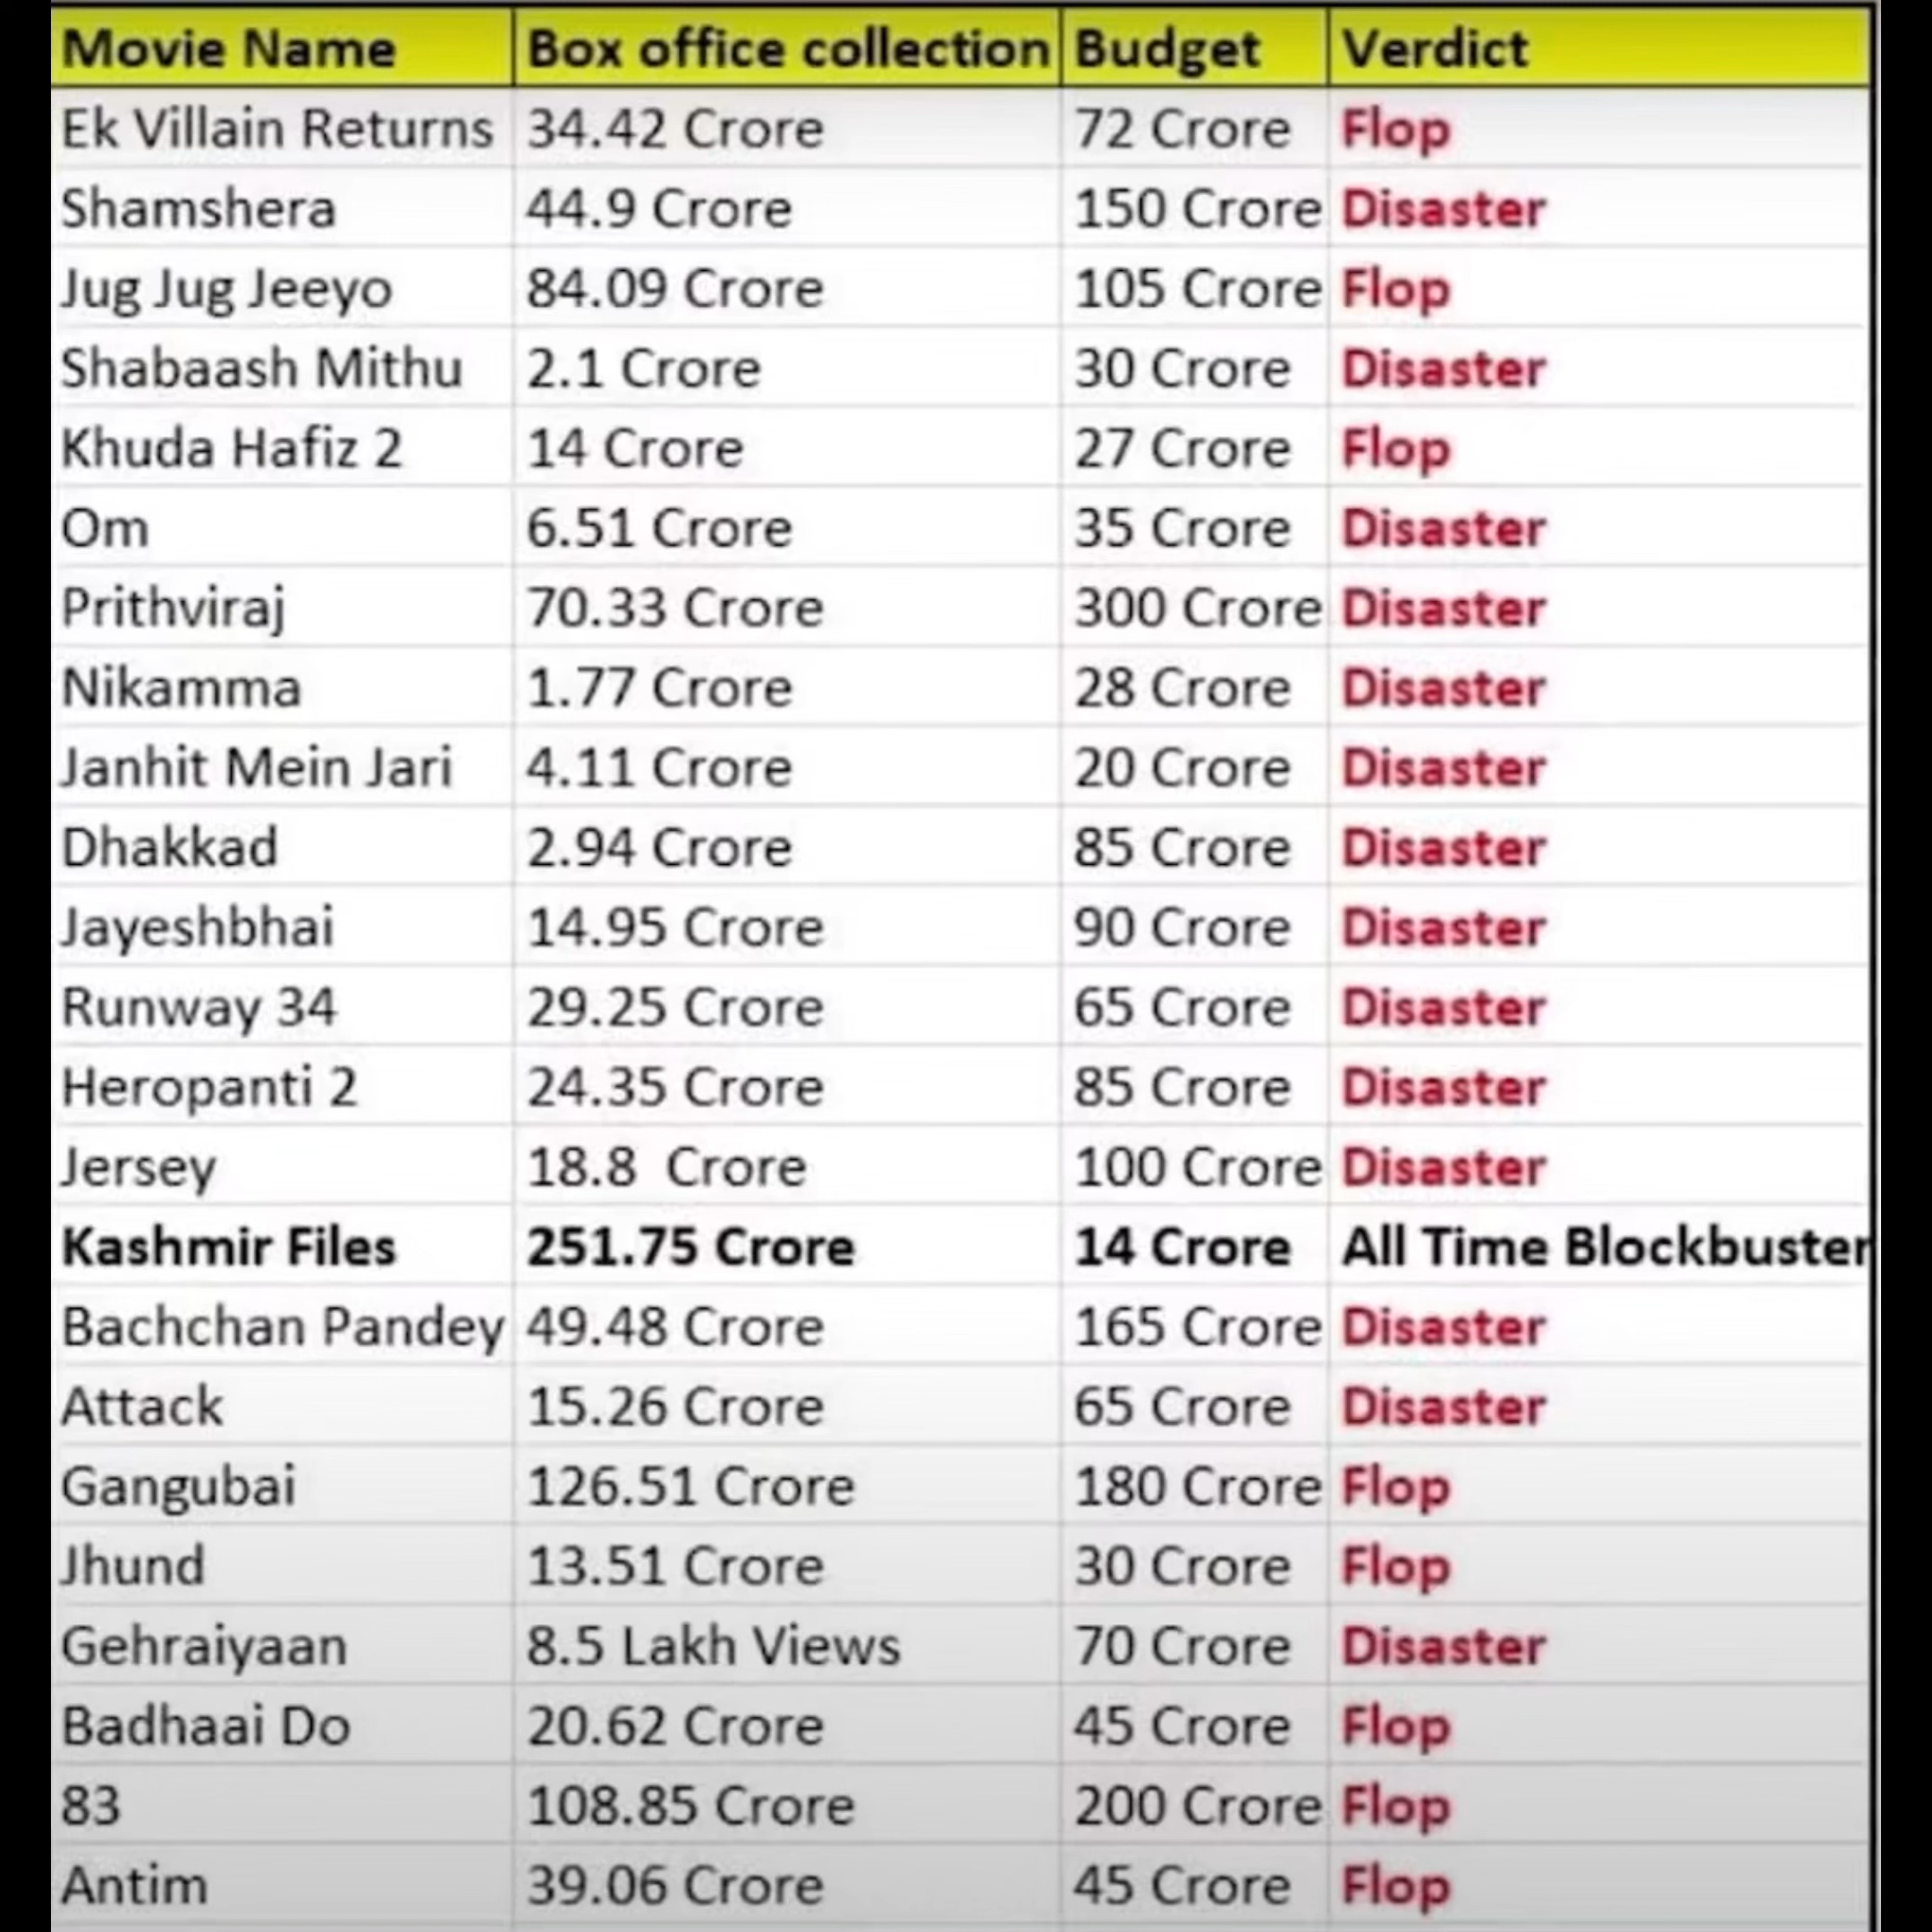 Movie Name Box office collection Budget Verdict
Ek Villain Returns 34.42 Crore 72 Crore Flop
Shamshera 44.9 Crore 150 Crore Disaster
Jug Jug Jeeyo 84.09 Crore 105 Crore Flop
Shabaash Mithu 2.1 Crore 30 Crore Disaster
Khuda Hafiz 2 14 Crore 27 Crore Flop
Om 6.51 Crore 35 Crore Disaster
Prithviraj 70.33 Crore 300 Crore Disaster
Nikamma 1.77 Crore 28 Crore Disaster
Janhit Mein Jari 4.11 Crore 20 Crore Disaster
Dhakkad 2.94 Crore 85 Crore Disaster
Jayeshbhai 14.95 Crore 90 Crore Disaster
Runway 34 29.25 Crore 65 Crore Disaster
Heropanti 2 24.35 Crore 85 Crore Disaster
Jersey 18.8 Crore 100 Crore Disaster
Kashmir Files 251.75 Crore 14 Crore All Time Blockbuster
Bachchan Pandey 49.48 Crore 165 Crore Disaster
Attack 15.26 Crore 65 Crore Disaster
Gangubai 126.51 Crore 180 Crore Flop
Jhund 13.51 Crore 30 Crore Flop
Gehraiyaan 8.5 Lakh Views 70 Crore Disaster
Badhaai Do 20.62 Crore 45 Crore Flop
83 108.85 Crore 200 Crore Flop
Antim 39.06 Crore 45 Crore Flop